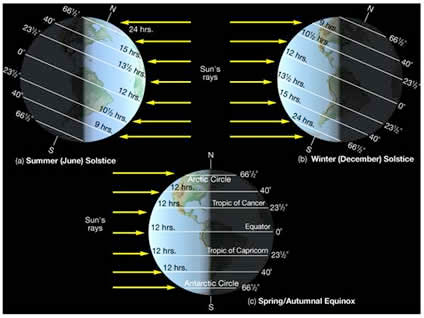 N
66½°
40°
23½°
0°
23½°
40°
66½°
S
24 hrs.
15 hrs.
13½ hrs.
12 hrs.
10½ hrs.
9 hrs.
(a) Summer (June) Solstice
Sun's
rays
N
9 hrs.
10½ hrs.
12 hrs.
13½ hrs.
15 hrs.
24 hrs.
66½°
40°
23½°
0°
23½°
40°
66½°
S
(b) Winter (December) Solstice
Sun's
rays
N
Arctic Circle 66½°
12 hrs. 40°
12 hrs. Tropic of Cancer 23½°
12 hrs. Equator 0°
12 hrs. Tropic of Capricorn 23½°
12 hrs. 40°
Antarctic Circle 66½°
S
(c) Spring/Autumnal Equinox